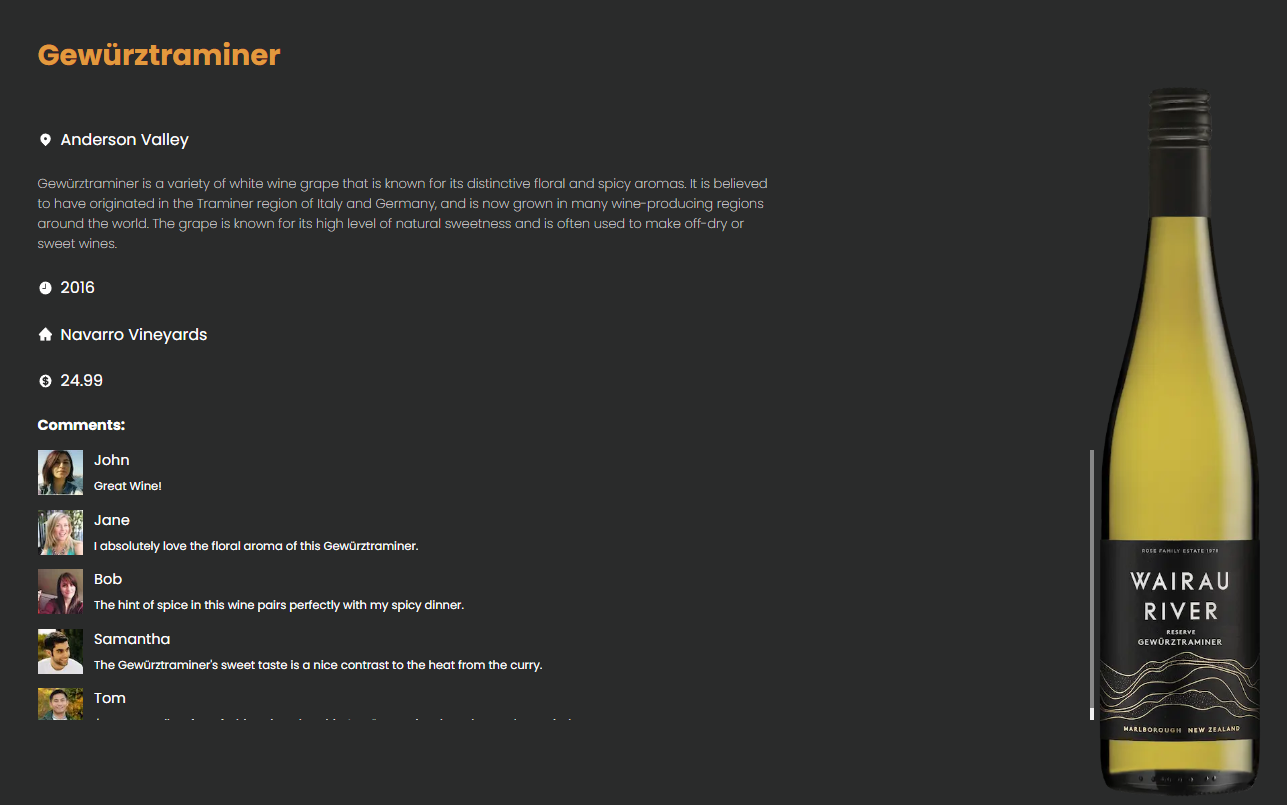 Gewürztraminer
Anderson Valley
Gewürztraminer is a variety of white wine grape that is known for its distinctive floral and spicy aromas. It is believed
to have originated in the Traminer region of Italy and Germany, and is now grown in many wine-producing regions
around the world. The grape is known for its high level of natural sweetness and is often used to make off-dry or
sweet wines.
2016
Navarro Vineyards
24.99
Comments:
John
Great Wine!
Jane
I absolutely love the floral aroma of this Gewürztraminer.
Bob
The hint of spice in this wine pairs perfectly with my spicy dinner.
Samantha
The Gewürztraminer's sweet taste is a nice contrast to the heat from the curry.
Tom
ROSE FAMILY ESTATE 1978
WAIRAU
RIVER
RESERVE
GEWÜRZTRAMINER
MARLBOROUGH NEW ZEALAND